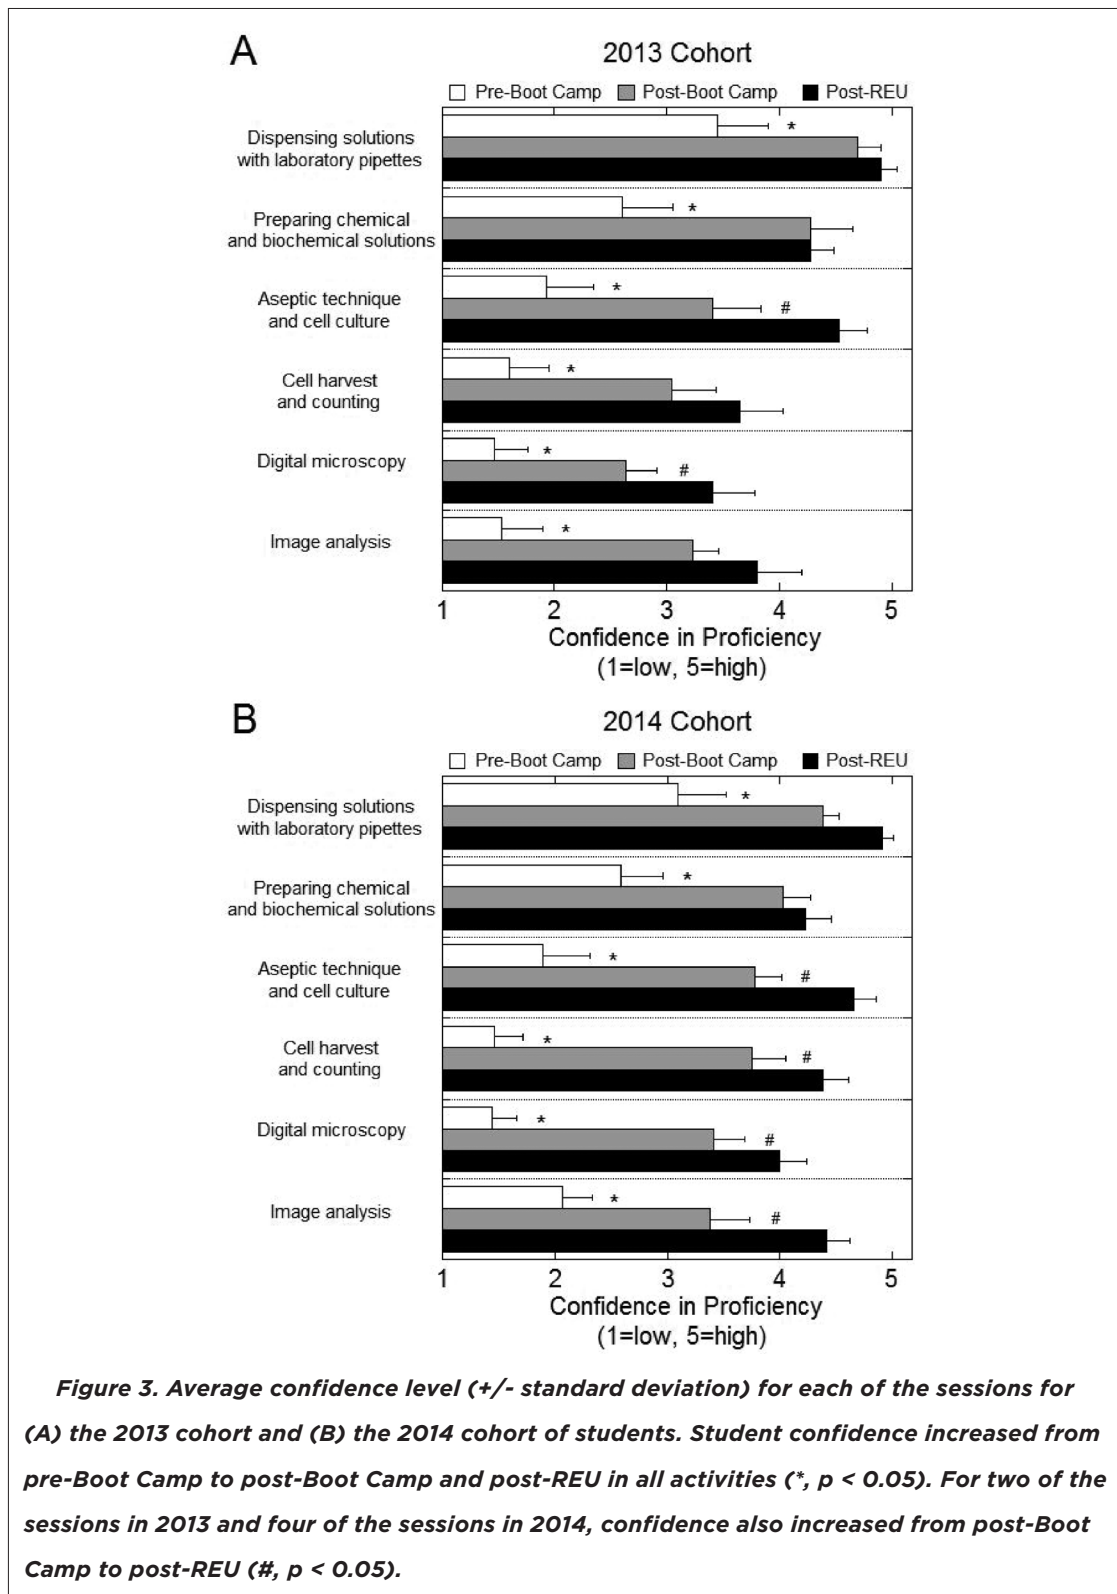 A
2013 Cohort
Pre-Boot Camp Post-Boot Camp Post-REU
Dispensing solutions
with laboratory pipettes
*
Preparing chemical
and biochemical solutions
*
Aseptic technique
and cell culture
*
#
Cell harvest
and counting
*
Digital microscopy
*
#
Image analysis
*
1 2 3 4 5
Confidence in Proficiency
(1=low, 5=high)
B
2014 Cohort
Pre-Boot Camp Post-Boot Camp Post-REU
Dispensing solutions
with laboratory pipettes
*
Preparing chemical
and biochemical solutions
*
Aseptic technique
and cell culture
*
#
Cell harvest
and counting
*
#
Digital microscopy
*
#
Image analysis
*
#
1 2 3 4 5
Confidence in Proficiency
(1=low, 5=high)
Figure 3. Average confidence level (+/- standard deviation) for each of the sessions for
(A) the 2013 cohort and (B) the 2014 cohort of students. Student confidence increased from
pre-Boot Camp to post-Boot Camp and post-REU in all activities (*, p < 0.05). For two of the
sessions in 2013 and four of the sessions in 2014, confidence also increased from post-Boot
Camp to post-REU (#, p < 0.05).